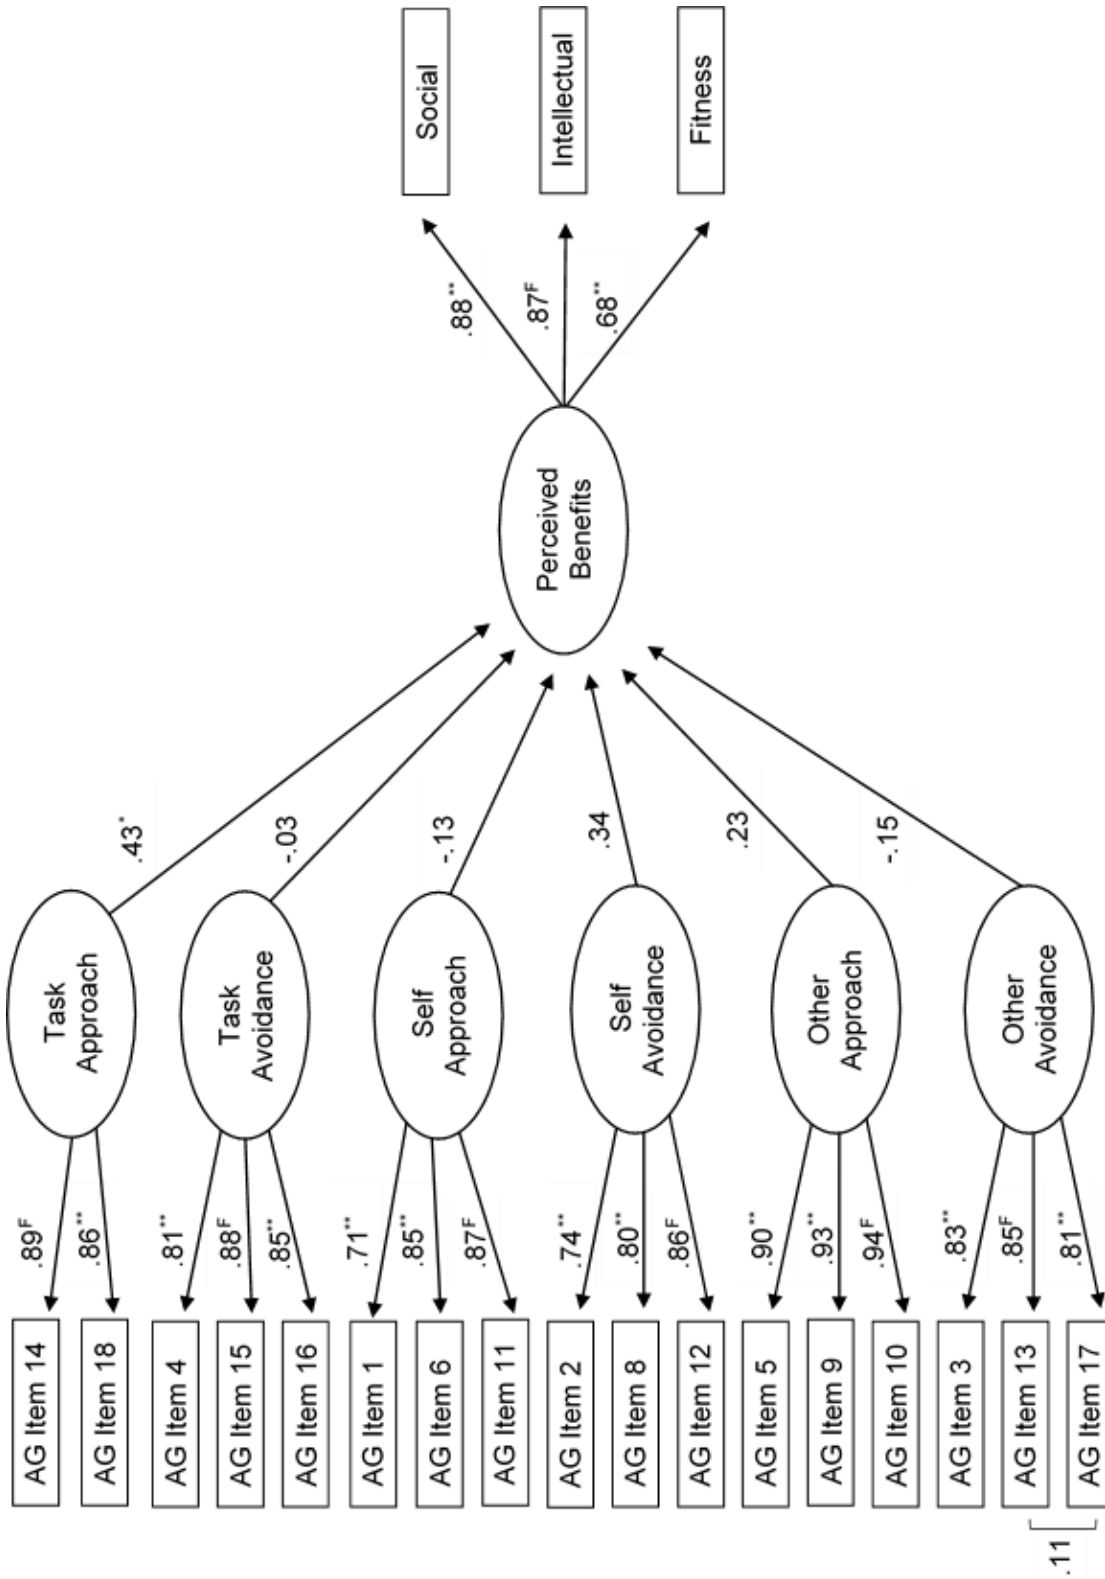 AG Item 14
AG Item 18
AG Item 4
AG Item 15
AG Item 16
AG Item 1
AG Item 6
AG Item 11
AG Item 2
AG Item 8
AG Item 12
AG Item 5
AG Item 9
AG Item 10
AG Item 3
AG Item 13
AG Item 17
.11
.89F
.86**
.81**
.88F
.85**
.71**
.85**
.87F
.74**
.80**
.86F
.90**
.93**
.94F
.83**
.85F
.81**
Task
Approach
Task
Avoidance
Self
Approach
Self
Avoidance
Other
Approach
Other
Avoidance
.43*
-.03
-.13
.34
.23
-.15
Perceived
Benefits
.88**
.87F
.68**
Social
Intellectual
Fitness